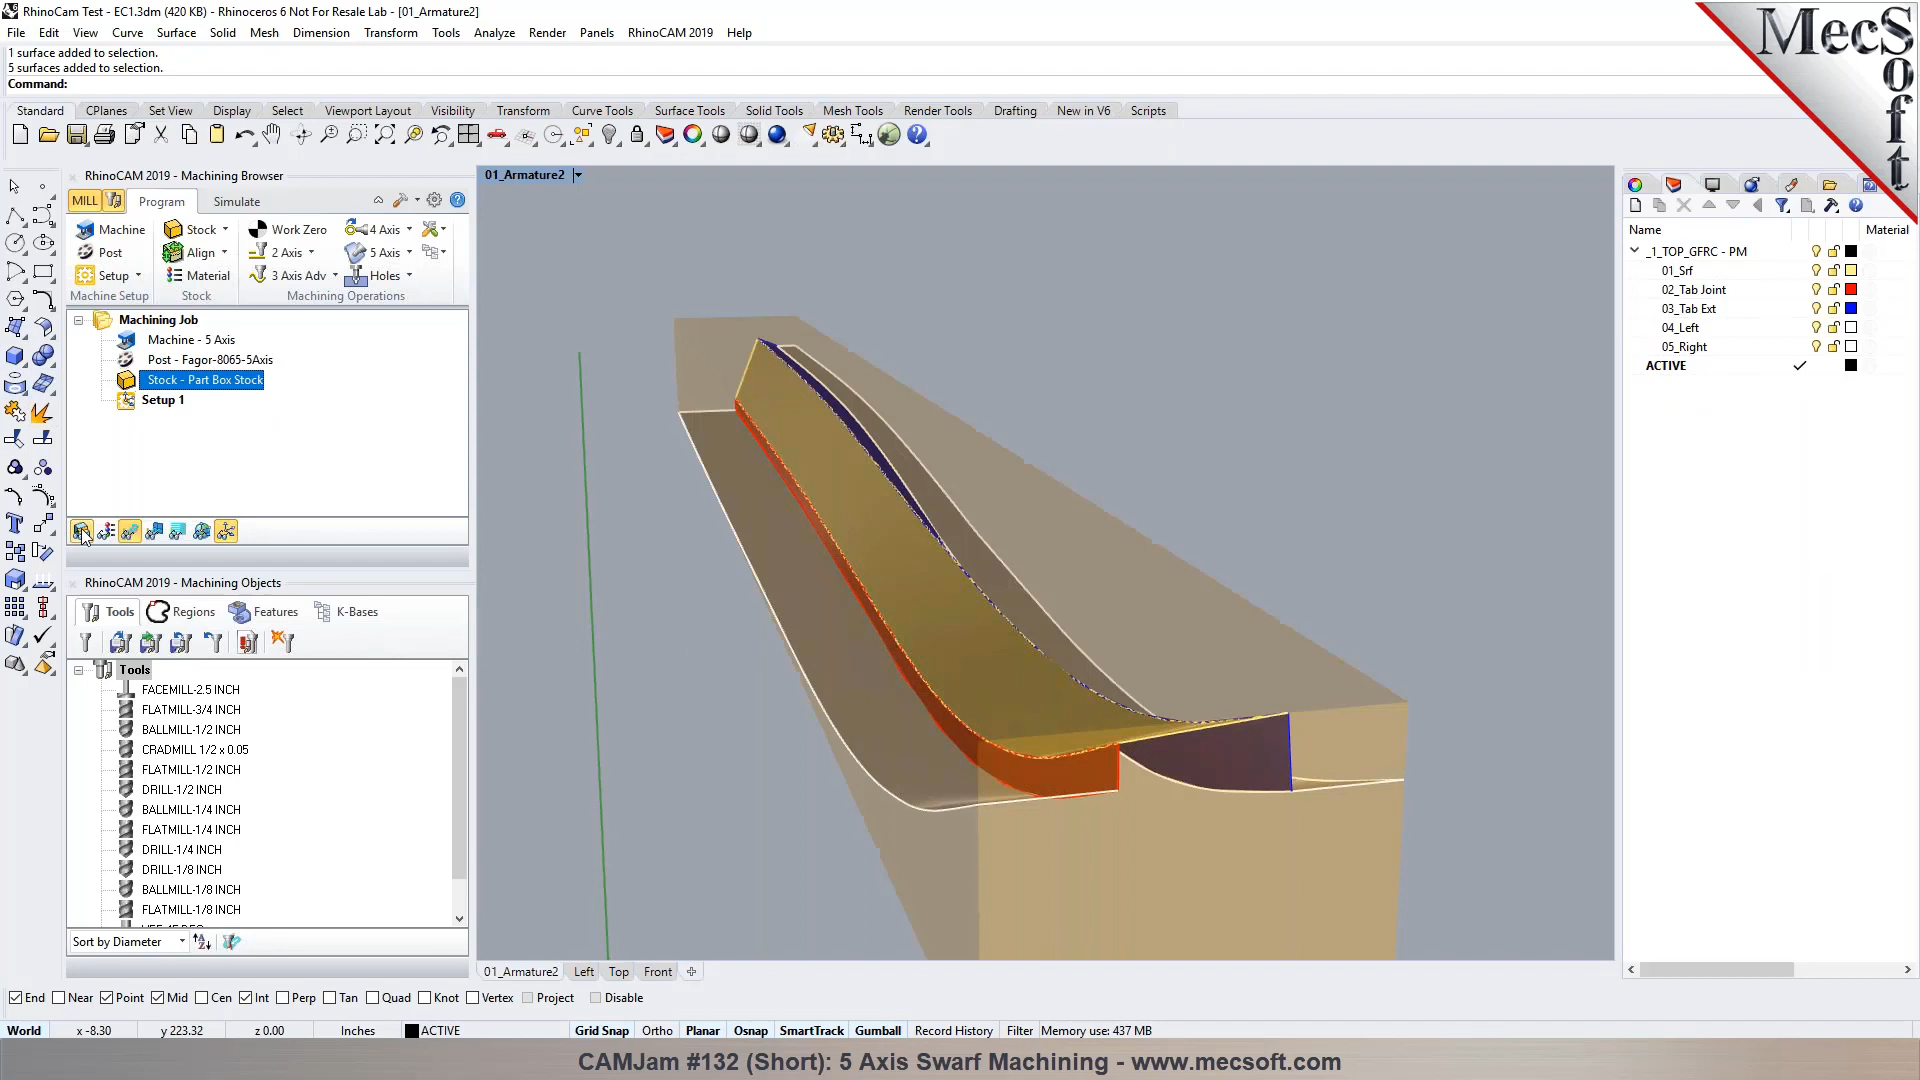 RhinoCam Test - EC1.3dm (420 KB) - Rhinoceros 6 Not For Resale Lab - [01_Armature2]
File Edit View Curve Surface Solid Mesh Dimension Transform Tools Analyze Render Panels RhinoCAM 2019 Help
1 surface added to selection.
5 surfaces added to selection.
Command:
Standard CPlanes Set View Display Select Viewport Layout Visibility Transform Curve Tools Surface Tools Solid Tools Mesh Tools Render Tools Drafting New in V6 Scripts
MecSoft
RhinoCAM 2019 - Machining Browser
MILL Program Simulate
Machine Stock Work Zero 4 Axis
Post Align 2 Axis 5 Axis
Setup Material 3 Axis Adv Holes
Machine Setup Stock Machining Operations
Machining Job
Machine - 5 Axis
Post - Fagor-8065-5Axis
Stock - Part Box Stock
Setup 1
RhinoCAM 2019 - Machining Objects
Tools Regions Features K-Bases
Tools
FACEMILL-2.5 INCH
FLATMILL-3/4 INCH
BALLMILL-1/2 INCH
CRADMILL 1/2 x 0.05
FLATMILL-1/2 INCH
DRILL-1/2 INCH
BALLMILL-1/4 INCH
FLATMILL-1/4 INCH
DRILL-1/4 INCH
DRILL-1/8 INCH
BALLMILL-1/8 INCH
FLATMILL-1/8 INCH
Sort by Diameter
01_Armature2
01_Armature2 Left Top Front
Name Material
_1_TOP_GFRC - PM
01_Srf
02_Tab Joint
03_Tab Ext
04_Left
05_Right
ACTIVE
End Near Point Mid Cen Int Perp Tan Quad Knot Vertex Project Disable
World x -8.30 y 223.32 z 0.00 Inches ACTIVE Grid Snap Ortho Planar Osnap SmartTrack Gumball Record History Filter Memory use: 437 MB
CAMJam #132 (Short): 5 Axis Swarf Machining - www.mecsoft.com